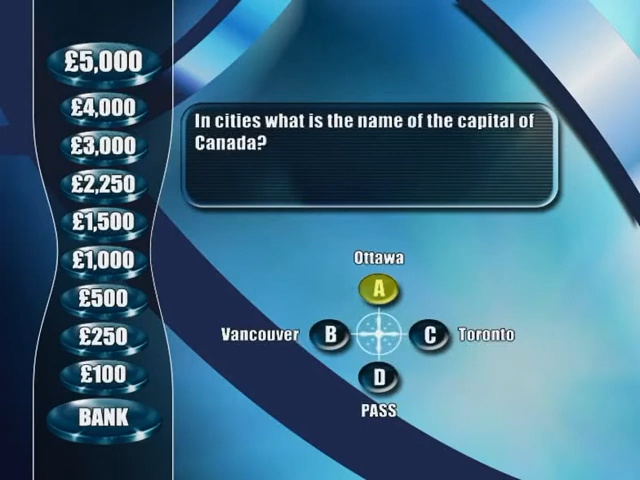 £5,000
£4,000
£3,000
£2,250
£1,500
£1,000
£500
£250
£100
BANK
In cities what is the name of the capital of
Canada?
Ottawa
A
Vancouver B C Toronto
D
PASS